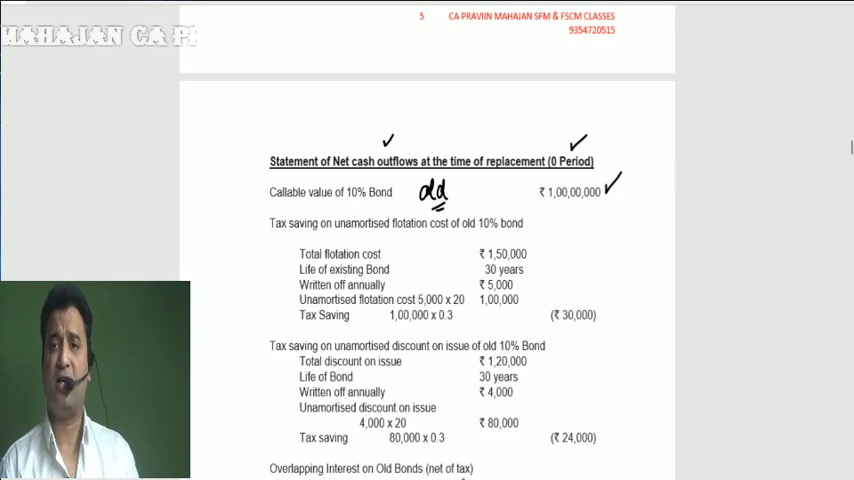 5 CA PRAVIIN MAHAJAN SFM & FSCM CLASSES
9354720515
MAHAJAN CA P
Statement of Net cash outflows at the time of replacement (0 Period)
Callable value of 10% Bond old ₹ 1,00,00,000
Tax saving on unamortised flotation cost of old 10% bond
Total flotation cost ₹ 1,50,000
Life of existing Bond 30 years
Written off annually ₹ 5,000
Unamortised flotation cost 5,000 x 20 1,00,000
Tax Saving 1,00,000 x 0.3 (₹ 30,000)
Tax saving on unamortised discount on issue of old 10% Bond
Total discount on issue ₹ 1,20,000
Life of Bond 30 years
Written off annually ₹ 4,000
Unamortised discount on issue
4,000 x 20 ₹ 80,000
Tax saving 80,000 x 0.3 (₹ 24,000)
Overlapping Interest on Old Bonds (net of tax)